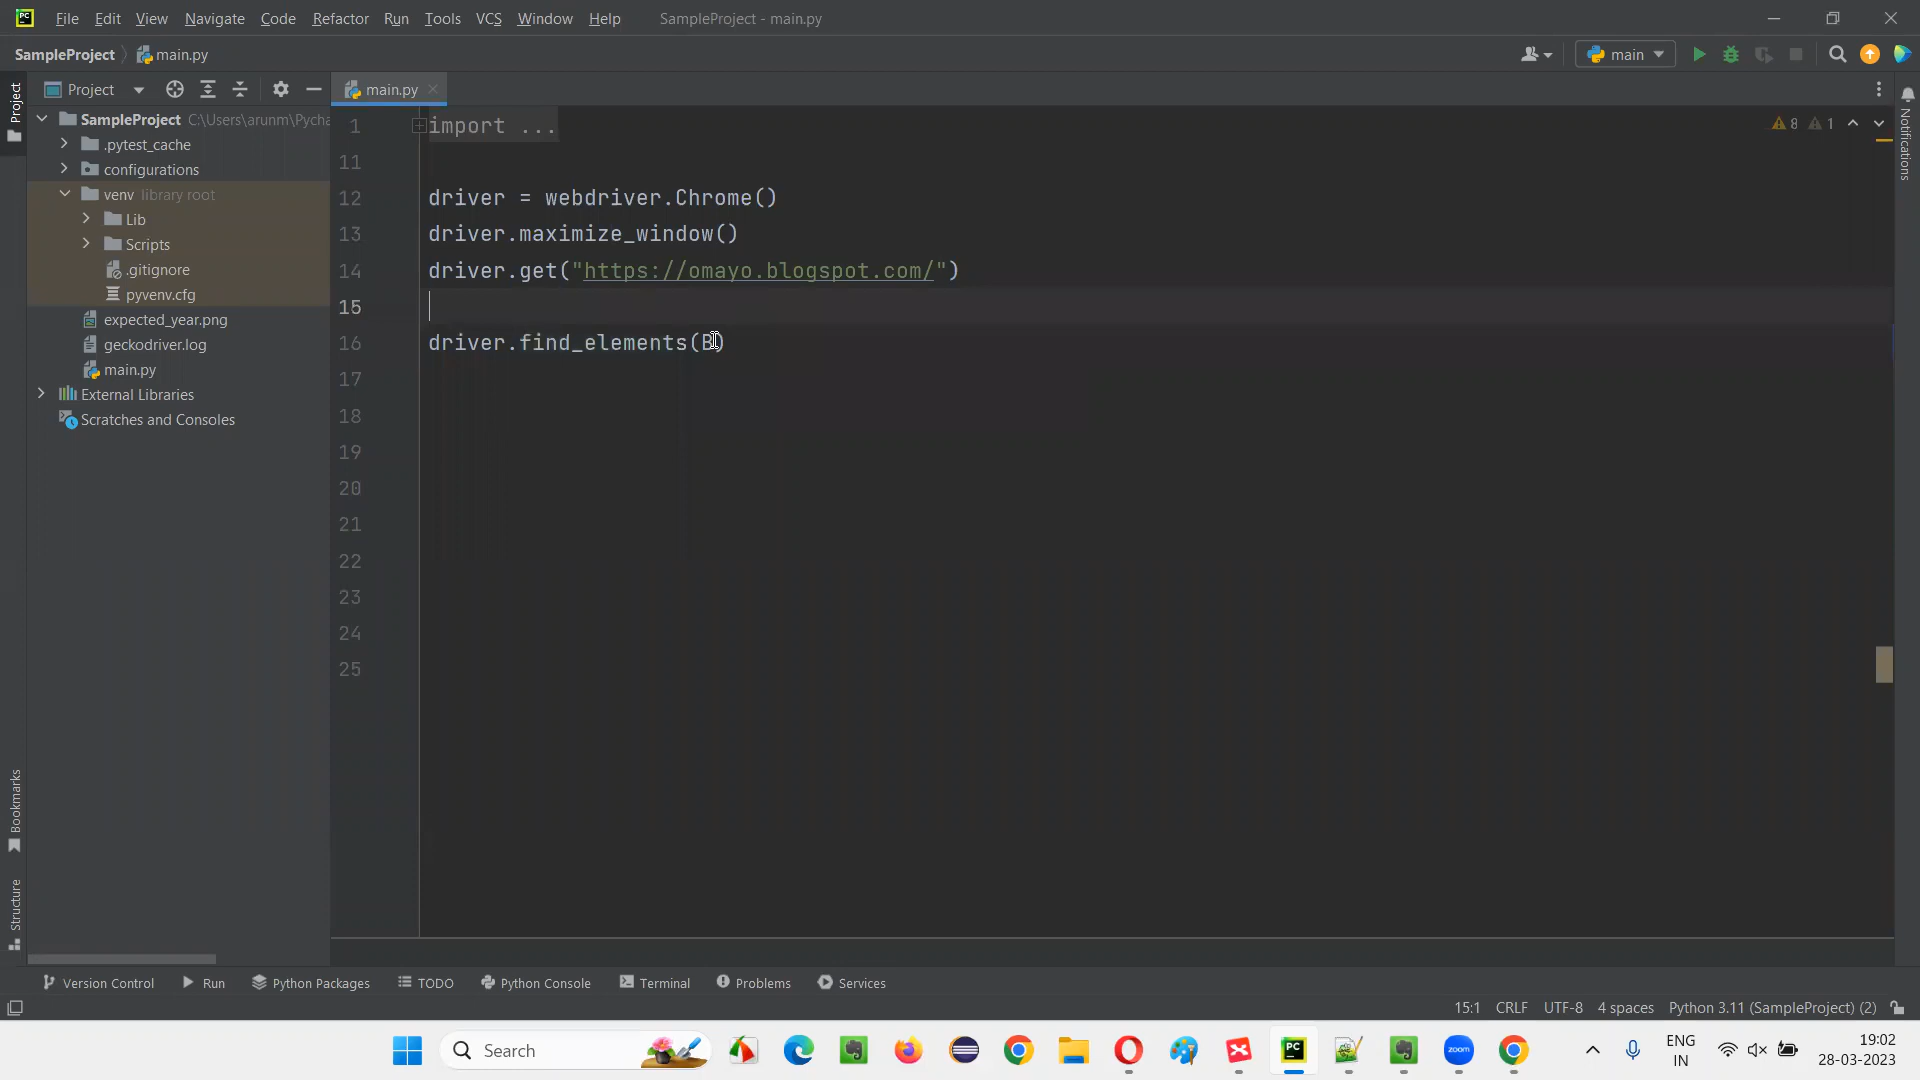 File Edit View Navigate Code Refactor Run Tools VCS Window Help SampleProject - main.py
SampleProject main.py main
Project main.py
SampleProject C:\Users\arunm\Pycha
.pytest_cache
configurations
venv library root
Lib
Scripts
.gitignore
pyvenv.cfg
expected_year.png
geckodriver.log
main.py
External Libraries
Scratches and Consoles
Project
Bookmarks
Structure
1 import ...
11
12 driver = webdriver.Chrome()
13 driver.maximize_window()
14 driver.get("https://omayo.blogspot.com/")
15
16 driver.find_elements(B)
17
18
19
20
21
22
23
24
25
8 1
Notifications
Version Control Run Python Packages TODO Python Console Terminal Problems Services
15:1 CRLF UTF-8 4 spaces Python 3.11 (SampleProject) (2)
Search zoom ENG 19:02
IN 28-03-2023